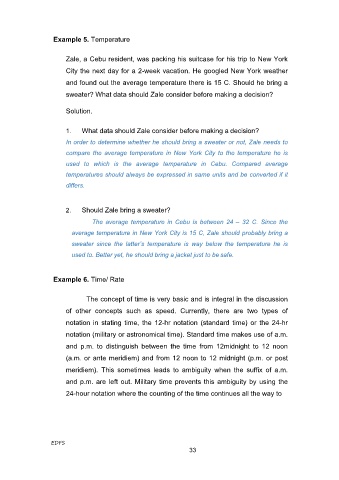 Example 5. Temperature
Zale, a Cebu resident, was packing his suitcase for his trip to New York
City the next day for a 2-week vacation. He googled New York weather
and found out the average temperature there is 15 C. Should he bring a
sweater? What data should Zale consider before making a decision?
Solution.
1. What data should Zale consider before making a decision?
In order to determine whether he should bring a sweater or not, Zale needs to
compare the average temperature in New York City to the temperature he is
used to which is the average temperature in Cebu. Compared average
temperatures should always be expressed in same units and be converted if it
differs.
2. Should Zale bring a sweater?
The average temperature in Cebu is between 24 – 32 C. Since the
average temperature in New York City is 15 C, Zale should probably bring a
sweater since the latter's temperature is way below the temperature he is
used to. Better yet, he should bring a jacket just to be safe.
Example 6. Time/ Rate
The concept of time is very basic and is integral in the discussion
of other concepts such as speed. Currently, there are two types of
notation in stating time, the 12-hr notation (standard time) or the 24-hr
notation (military or astronomical time). Standard time makes use of a.m.
and p.m. to distinguish between the time from 12midnight to 12 noon
(a.m. or ante meridiem) and from 12 noon to 12 midnight (p.m. or post
meridiem). This sometimes leads to ambiguity when the suffix of a.m.
and p.m. are left out. Military time prevents this ambiguity by using the
24-hour notation where the counting of the time continues all the way to
EDFS
33